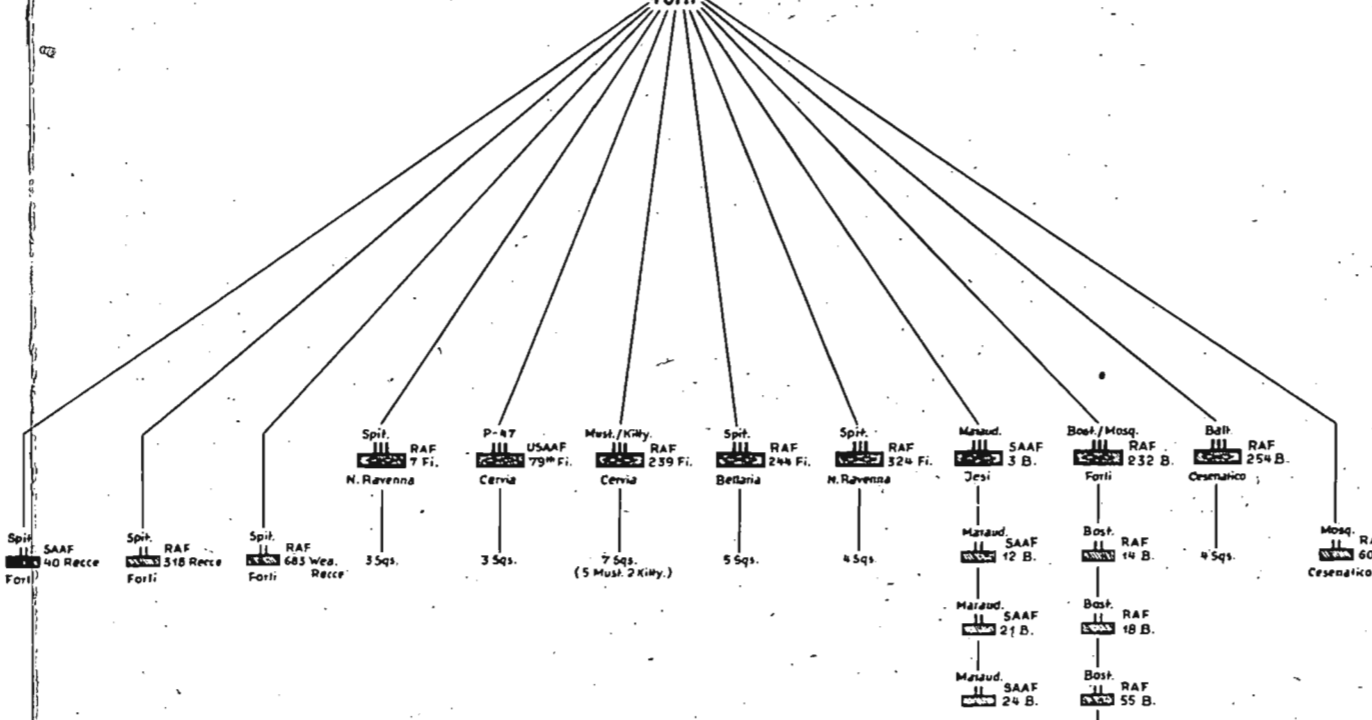 Forli
Spit.
RAF
7 Fi.
N. Ravenna
3 Sqs.
P-47
USAAF
79th Fi.
Cervia
3 Sqs.
Must./Kitty.
RAF
239 Fi.
Cervia
7 Sqs.
(5 Must. 2 Kitty.)
Spit.
RAF
244 Fi.
Bellaria
5 Sqs.
Spit.
RAF
324 Fi.
N. Ravenna
4 Sqs.
Maraud.
SAAF
3 B.
Jesi
Bost./Mosq.
RAF
232 B.
Forli
Balt.
RAF
254 B.
Cesenatico
4 Sqs.
Spit.
SAAF
40 Recce
Forli
Spit.
RAF
318 Recce
Forli
Spit.
RAF
683 Wea.
Recce
Forli
Maraud.
SAAF
12 B.
Maraud.
SAAF
21 B.
Maraud.
SAAF
24 B.
Bost.
RAF
14 B.
Bost.
RAF
18 B.
Bost.
RAF
55 B.
Mosq.
Cesenatico